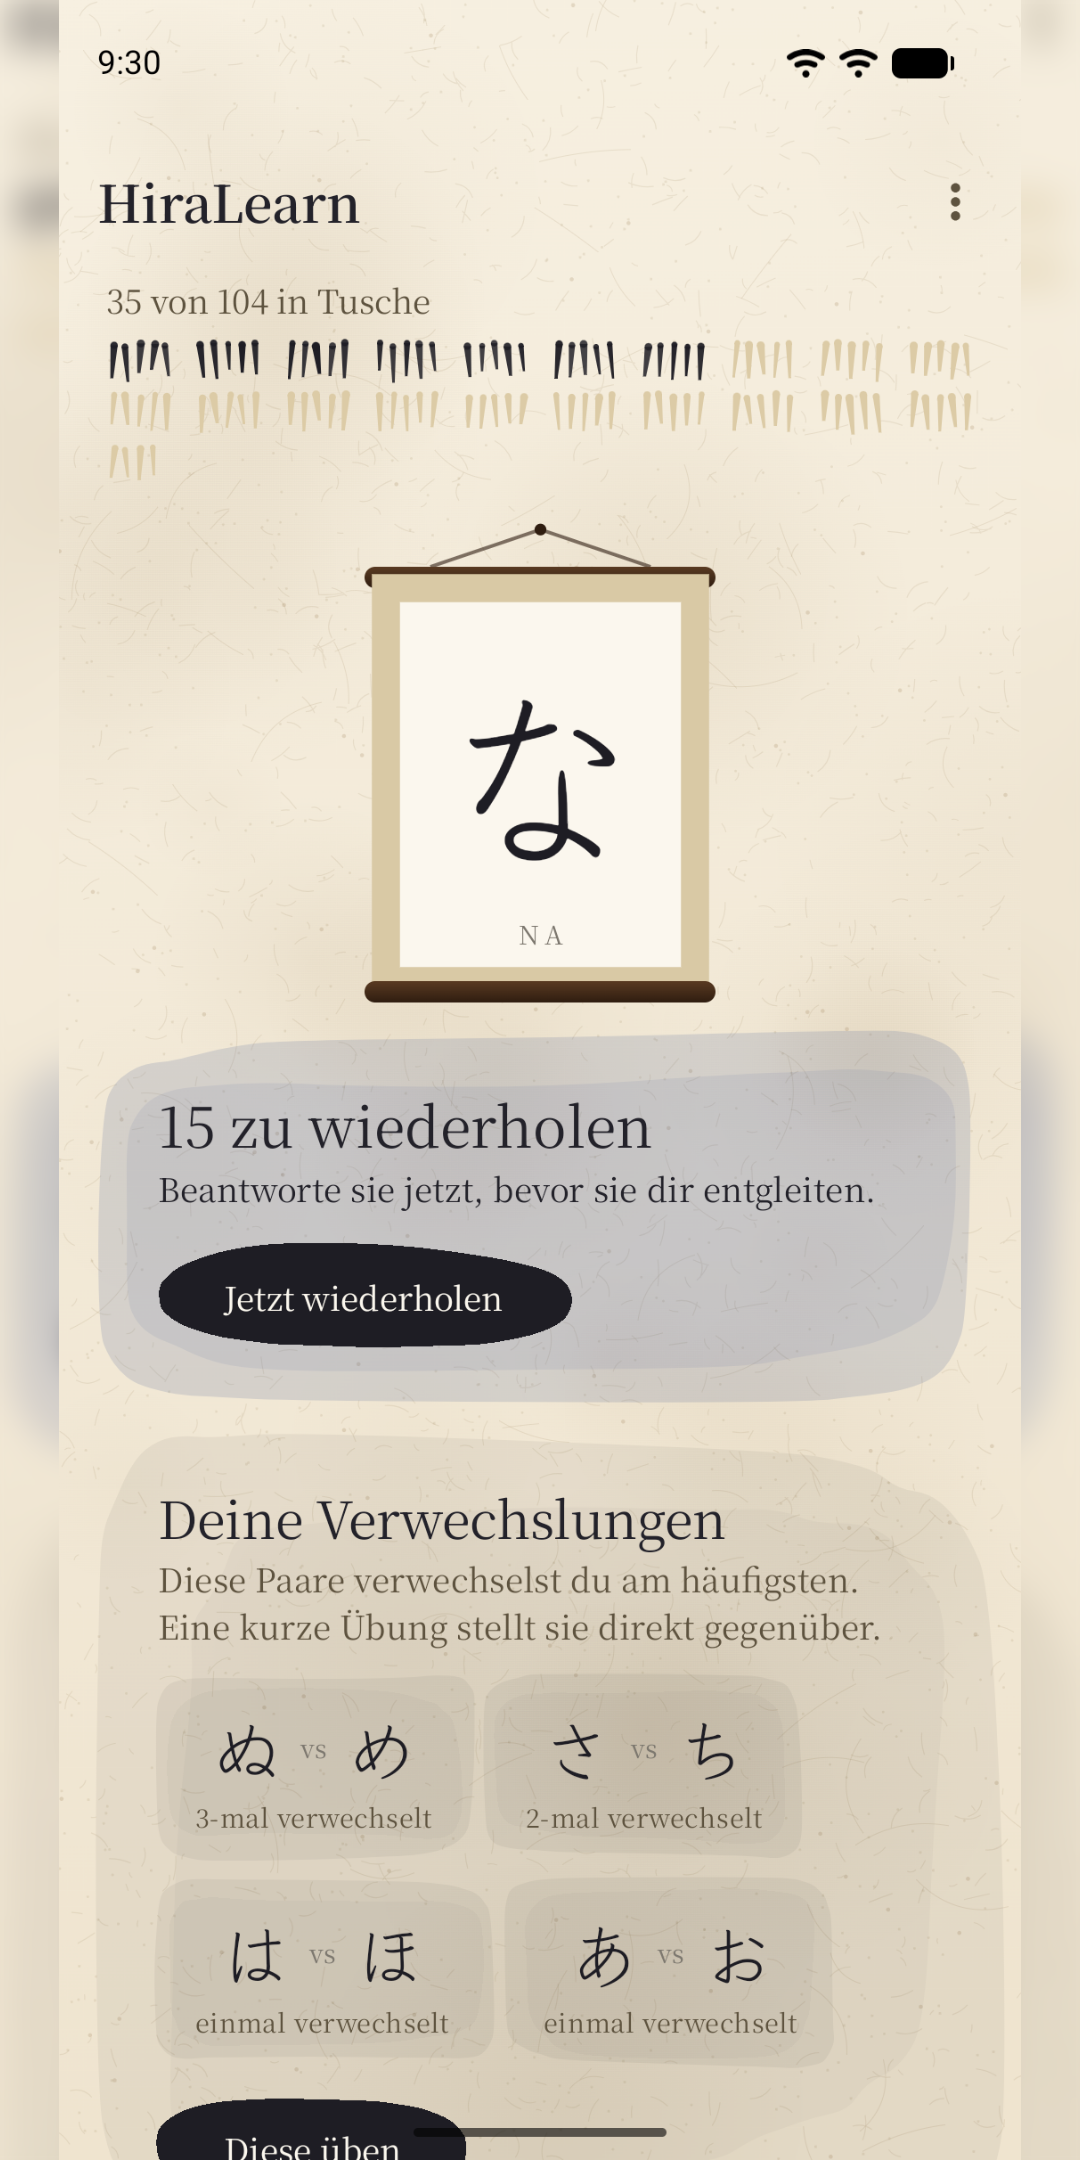 9:30
HiraLearn
35 von 104 in Tusche
な
NA
15 zu wiederholen
Beantworte sie jetzt, bevor sie dir entgleiten.
Jetzt wiederholen
Deine Verwechslungen
Diese Paare verwechselst du am häufigsten.
Eine kurze Übung stellt sie direkt gegenüber.
ぬ vs め
3-mal verwechselt
さ vs ち
2-mal verwechselt
は vs ほ
einmal verwechselt
あ vs お
einmal verwechselt
Diese üben